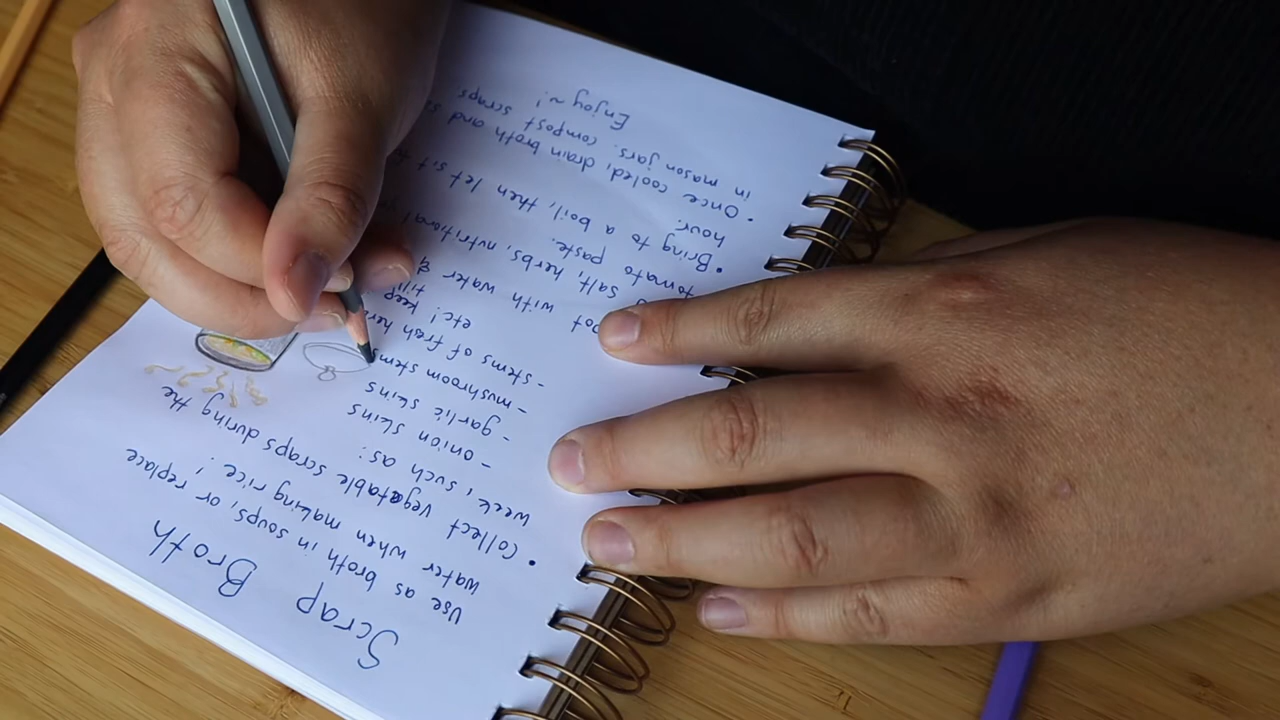 Scrap Broth
Use as broth in soups, or replace
water when making rice!
• Collect vegetable scraps during the
week, such as:
- onion skins
- garlic skins
- mushroom stems
- stems of fresh her
etc! keep till
pot with water &
salt, herbs, nutritional
tomato paste.
• Bring to a boil, then let sit
hour.
• Once cooled, drain broth and
in mason jars. compost scraps
Enjoy~!